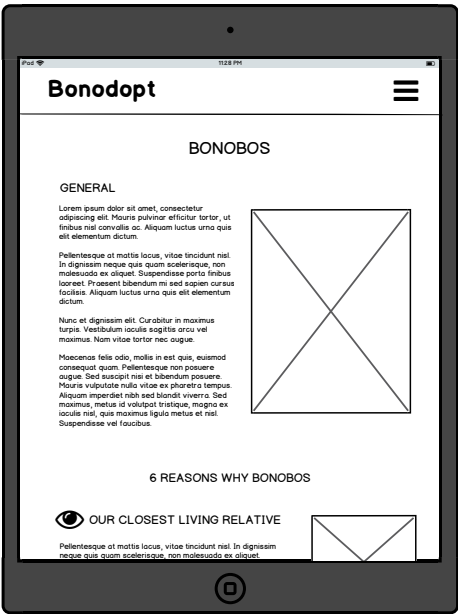 iPod
11:28 PM
Bonodopt
BONOBOS
GENERAL
Lorem ipsum dolor sit amet, consectetur
adipiscing elit. Mauris pulvinar efficitur tortor, ut
finibus nisl convallis ac. Aliquam luctus urna quis
elit elementum dictum.
Pellentesque at mattis lacus, vitae tincidunt nisl.
In dignissim neque quis quam scelerisque, non
malesuada ex aliquet. Suspendisse porta finibus
laoreet. Praesent bibendum mi sed sapien cursus
facilisis. Aliquam luctus urna quis elit elementum
dictum.
Nunc et dignissim elit. Curabitur in maximus
turpis. Vestibulum iaculis sagittis arcu vel
maximus. Nam vitae tortor nec augue.
Maecenas felis odio, mollis in est quis, euismod
consequat quam. Pellentesque non posuere
augue. Sed suscipit nisi et bibendum posuere.
Mauris vulputate nulla vitae ex pharetra tempus.
Aliquam imperdiet nibh sed blandit viverra. Sed
maximus, metus id volutpat tristique, magna ex
iaculis nisl, quis maximus ligula metus et nisl.
Suspendisse vel faucibus.
6 REASONS WHY BONOBOS
OUR CLOSEST LIVING RELATIVE
Pellentesque at mattis lacus, vitae tincidunt nisl. In dignissim
neque quis quam scelerisque, non malesuada ex aliquet.